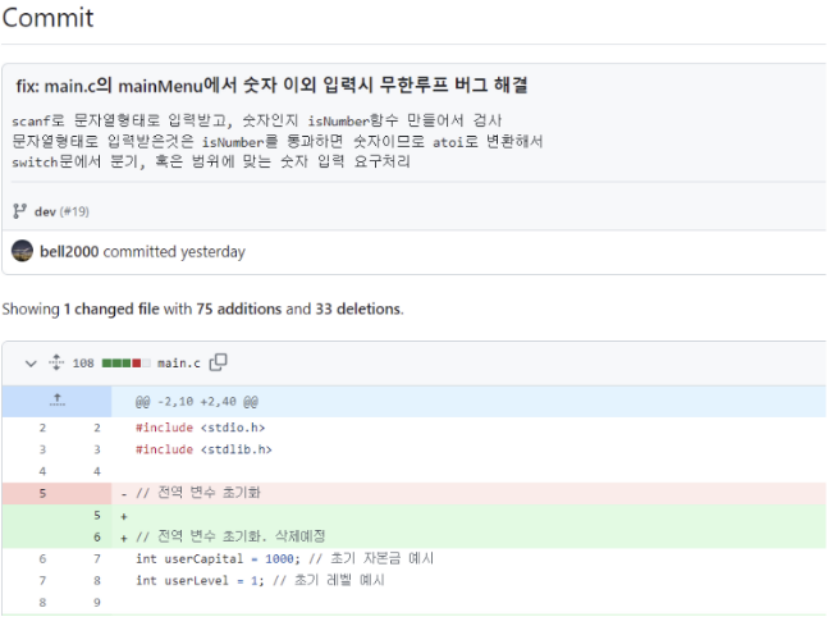 Commit
fix: main.c의 mainMenu에서 숫자 이외 입력시 무한루프 버그 해결
scanf로 문자열형태로 입력받고, 숫자인지 isNumber함수 만들어서 검사
문자열형태로 입력받은것은 isNumber를 통과하면 숫자이므로 atoi로 변환해서
switch문에서 분기, 혹은 범위에 맞는 숫자 입력 요구처리
dev (#19)
bell2000 committed yesterday
Showing 1 changed file with 75 additions and 33 deletions.
108 main.c
@@ -2,10 +2,40 @@
2 2 #include <stdio.h>
3 3 #include <stdlib.h>
4 4
5 - // 전역 변수 초기화
5 +
6 + // 전역 변수 초기화. 삭제예정
6 7 int userCapital = 1000; // 초기 자본금 예시
7 8 int userLevel = 1; // 초기 레벨 예시
8 9